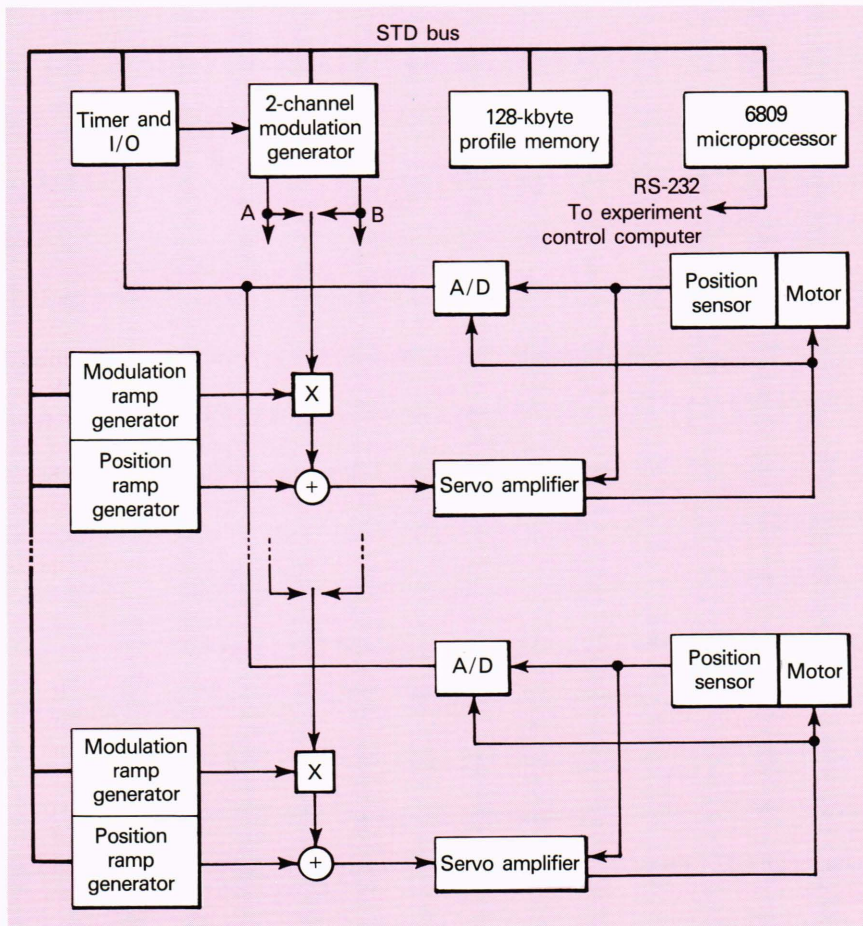 STD bus
Timer and
I/O
2-channel
modulation
generator
128-kbyte
profile memory
6809
microprocessor
A
B
RS-232
To experiment
control computer
A/D
Position
sensor
Motor
Modulation
ramp
generator
X
Position
ramp
generator
+
Servo amplifier
A/D
Position
sensor
Motor
Modulation
ramp
generator
X
Position
ramp
generator
+
Servo amplifier